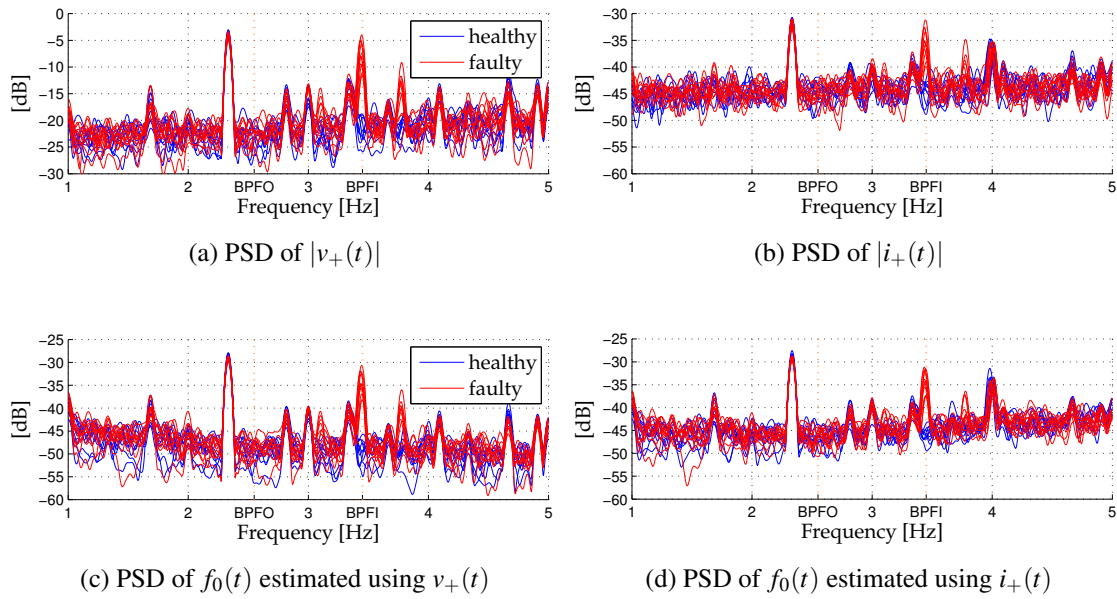 0
−5
−10
−15
−20
−25
−30
[dB]
healthy
faulty
1 2 BPFO 3 BPFI 4 5
Frequency [Hz]
(a) PSD of |v+(t)|
−30
−35
−40
−45
−50
−55
−60
[dB]
1 2 BPFO 3 BPFI 4 5
Frequency [Hz]
(b) PSD of |i+(t)|
−25
−30
−35
−40
−45
−50
−55
−60
[dB]
healthy
faulty
1 2 BPFO 3 BPFI 4 5
Frequency [Hz]
(c) PSD of f0(t) estimated using v+(t)
−25
−30
−35
−40
−45
−50
−55
−60
[dB]
1 2 BPFO 3 BPFI 4 5
Frequency [Hz]
(d) PSD of f0(t) estimated using i+(t)